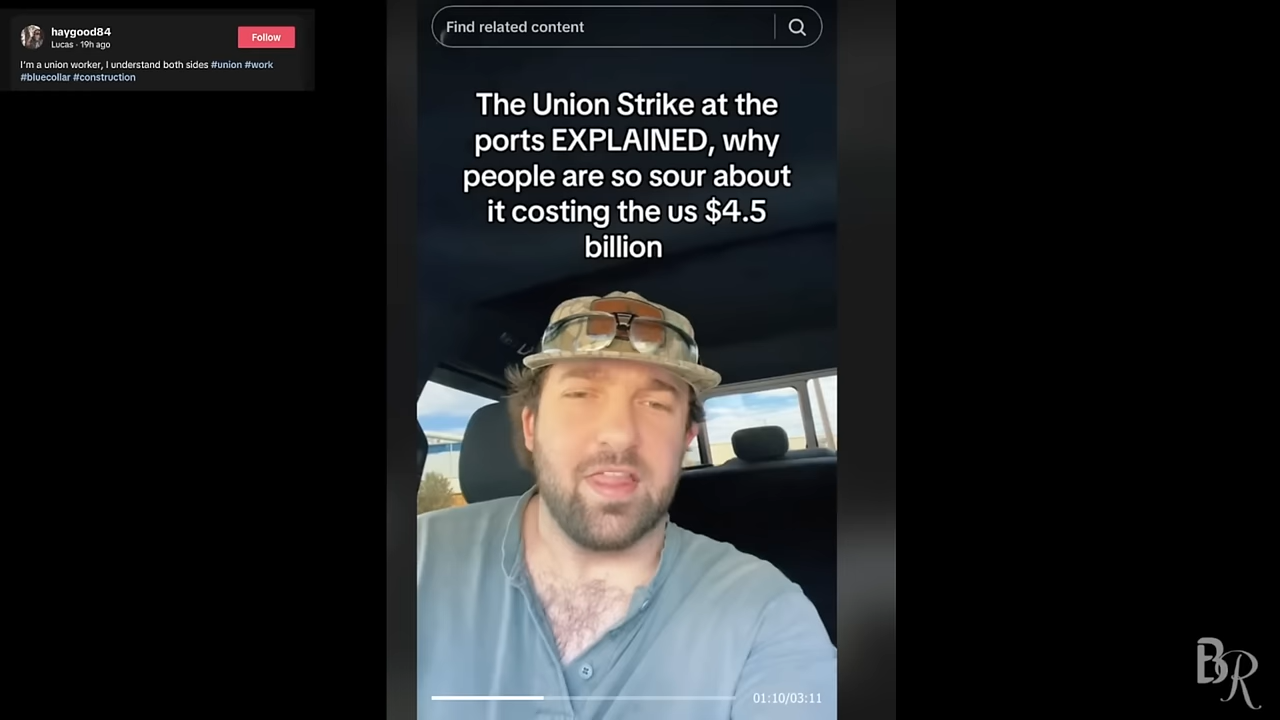 haygood84
Lucas · 19h ago
Follow
I'm a union worker, I understand both sides #union #work
#bluecollar #construction
Find related content
The Union Strike at the
ports EXPLAINED, why
people are so sour about
it costing the us $4.5
billion
01:10/03:11
BR